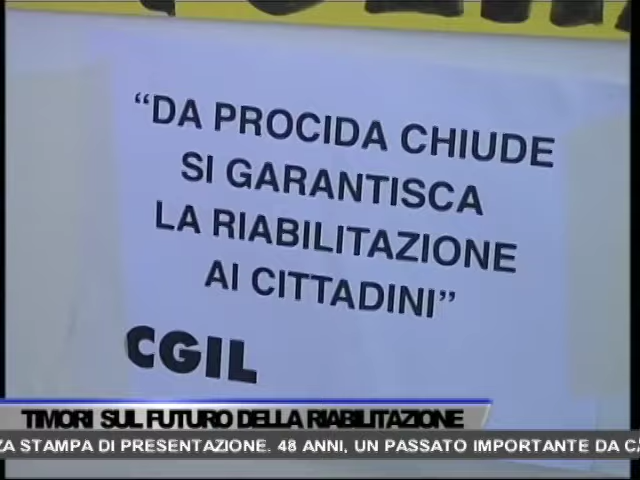 “DA PROCIDA CHIUDE
SI GARANTISCA
LA RIABILITAZIONE
AI CITTADINI”
CGIL
TIMORI SUL FUTURO DELLA RIABILITAZIONE
ZA STAMPA DI PRESENTAZIONE. 48 ANNI, UN PASSATO IMPORTANTE DA